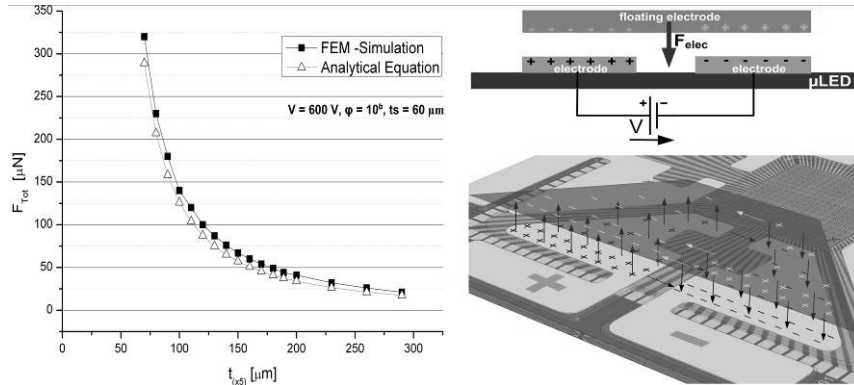 350
300
250
200
150
100
50
0
F_Tot [µN]
FEM -Simulation
Analytical Equation
V = 600 V, φ = 10⁶, ts = 60 µm
0 50 100 150 200 250 300
t_(x5) [µm]
floating electrode
- - - - - - + + + + + +
F_elec
+ + + + + + - - - - - -
electrode electrode
µLED
+ -
V
+
-